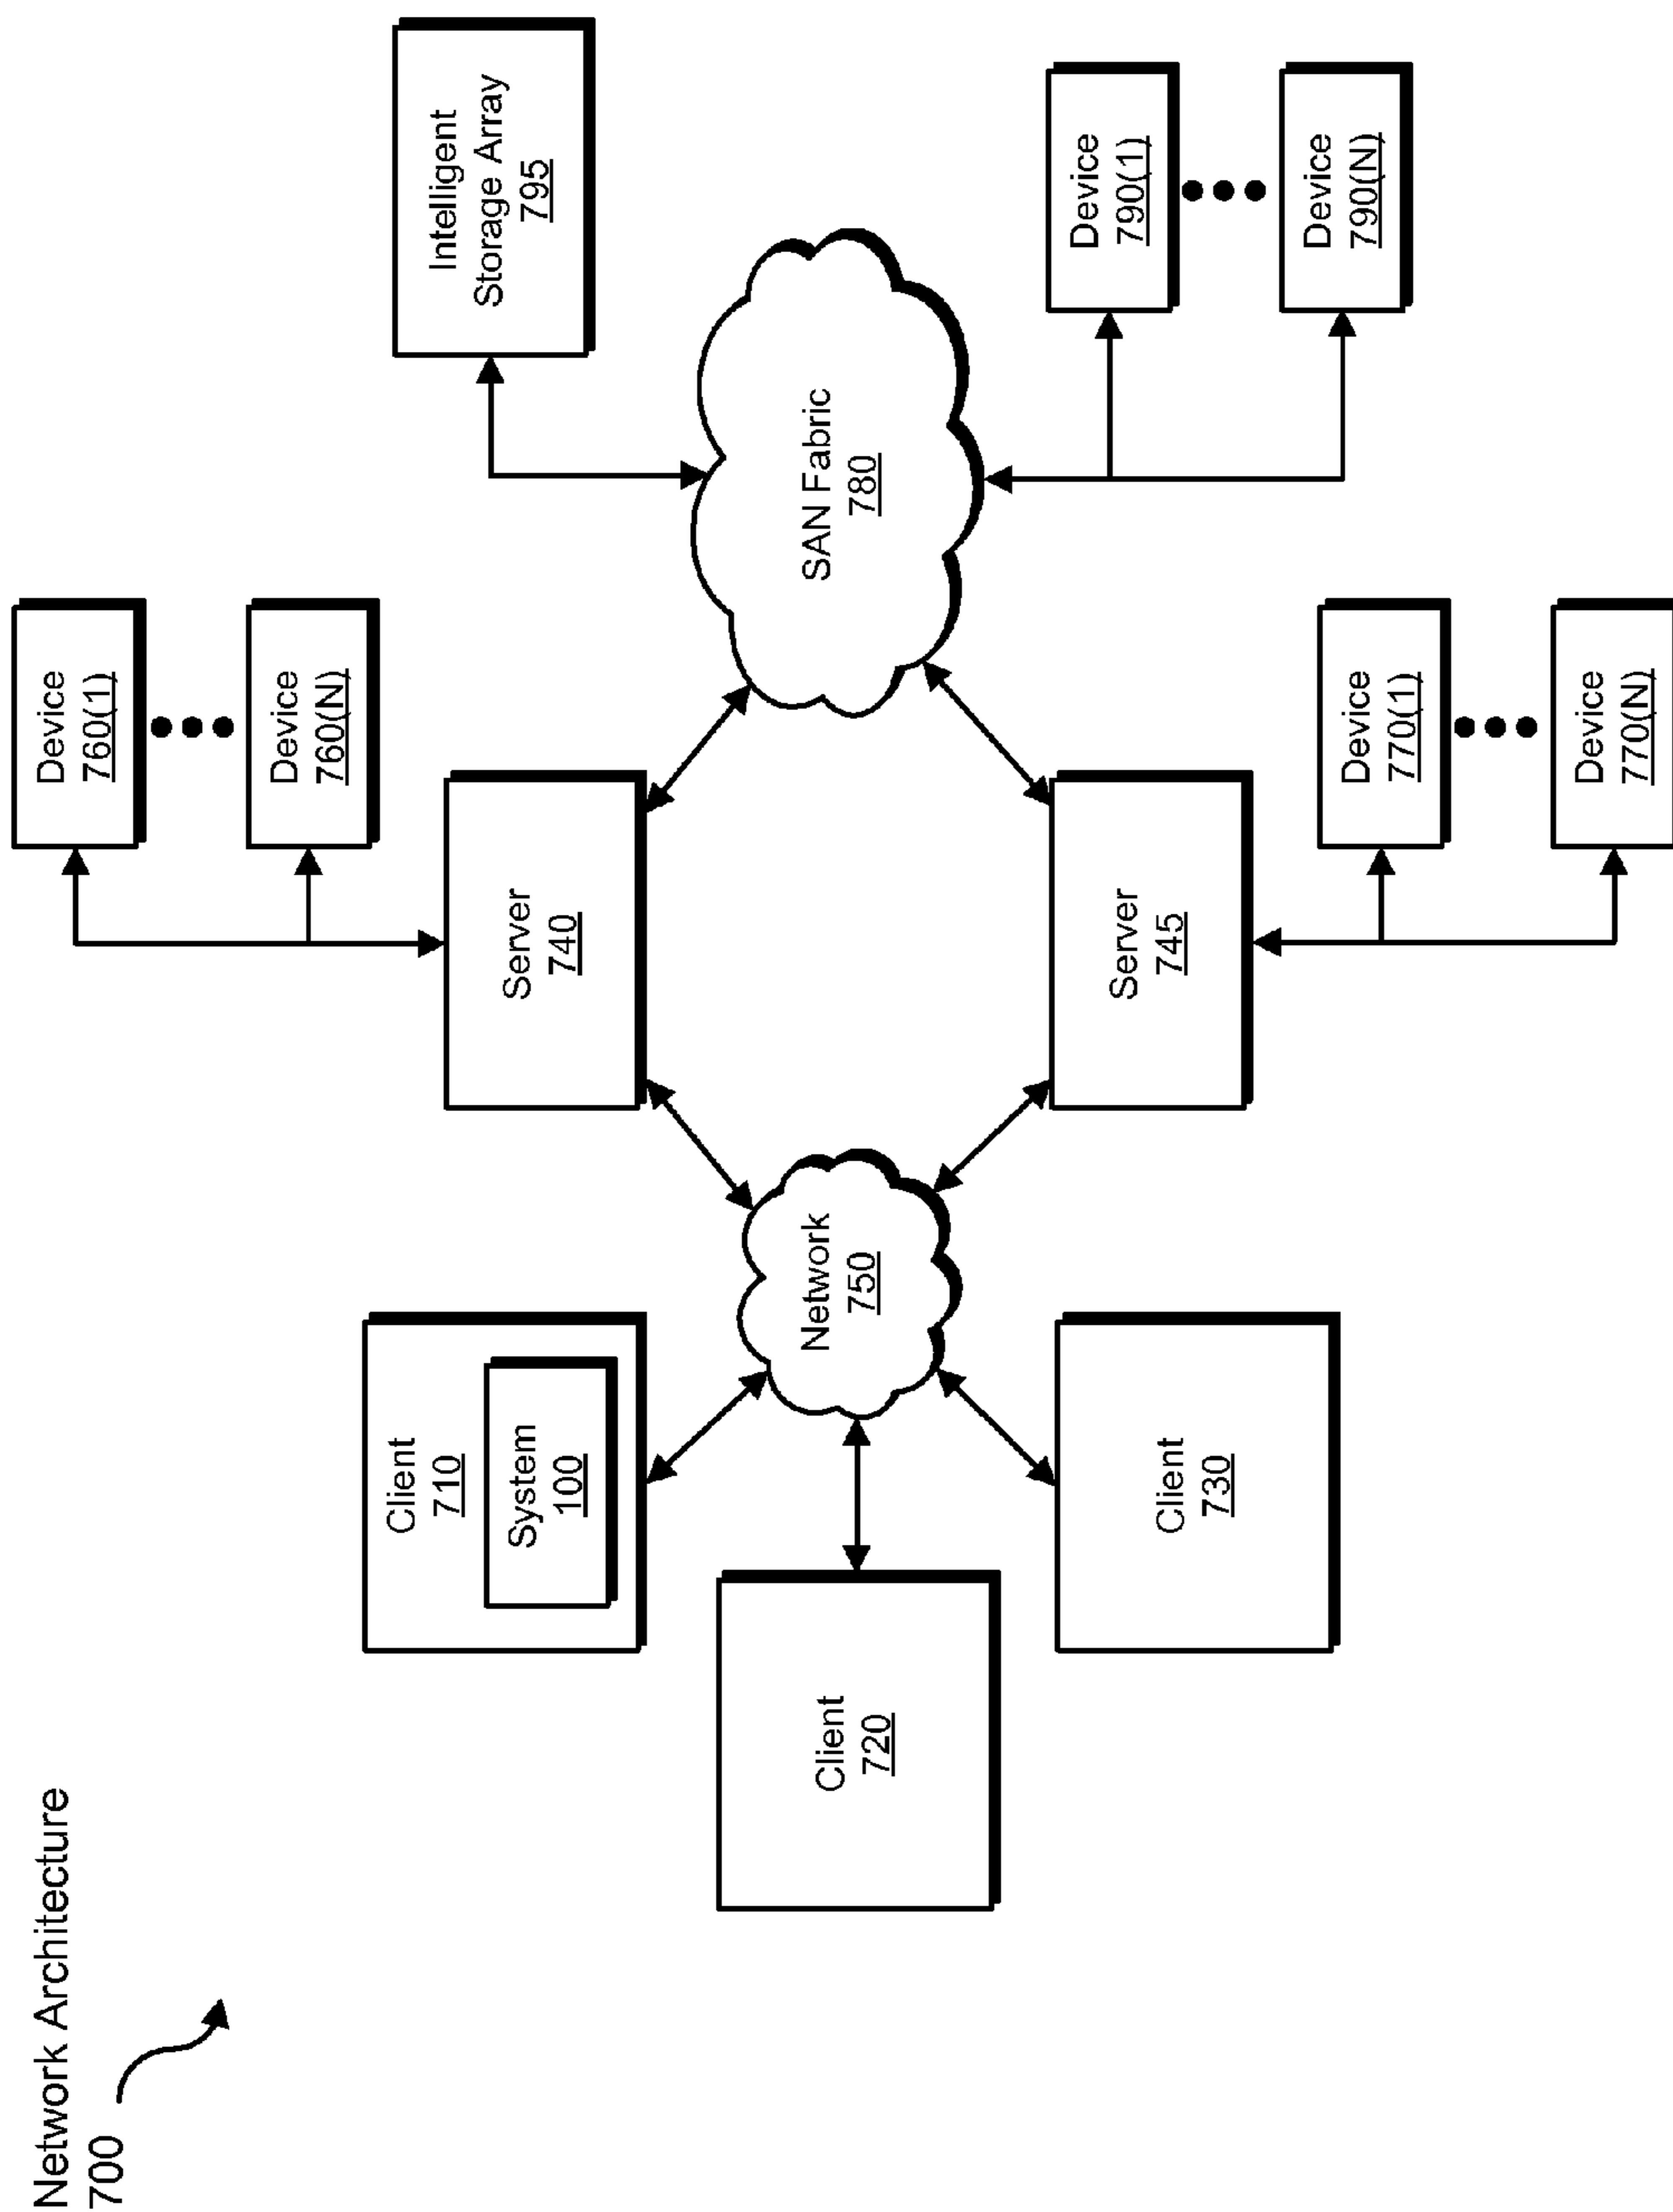 Network Architecture
700
Client
710
System
100
Client
720
Client
730
Network
750
Server
740
Server
745
Device
760(1)
Device
760(N)
Device
770(1)
Device
770(N)
SAN Fabric
780
Intelligent
Storage Array
795
Device
790(1)
Device
790(N)